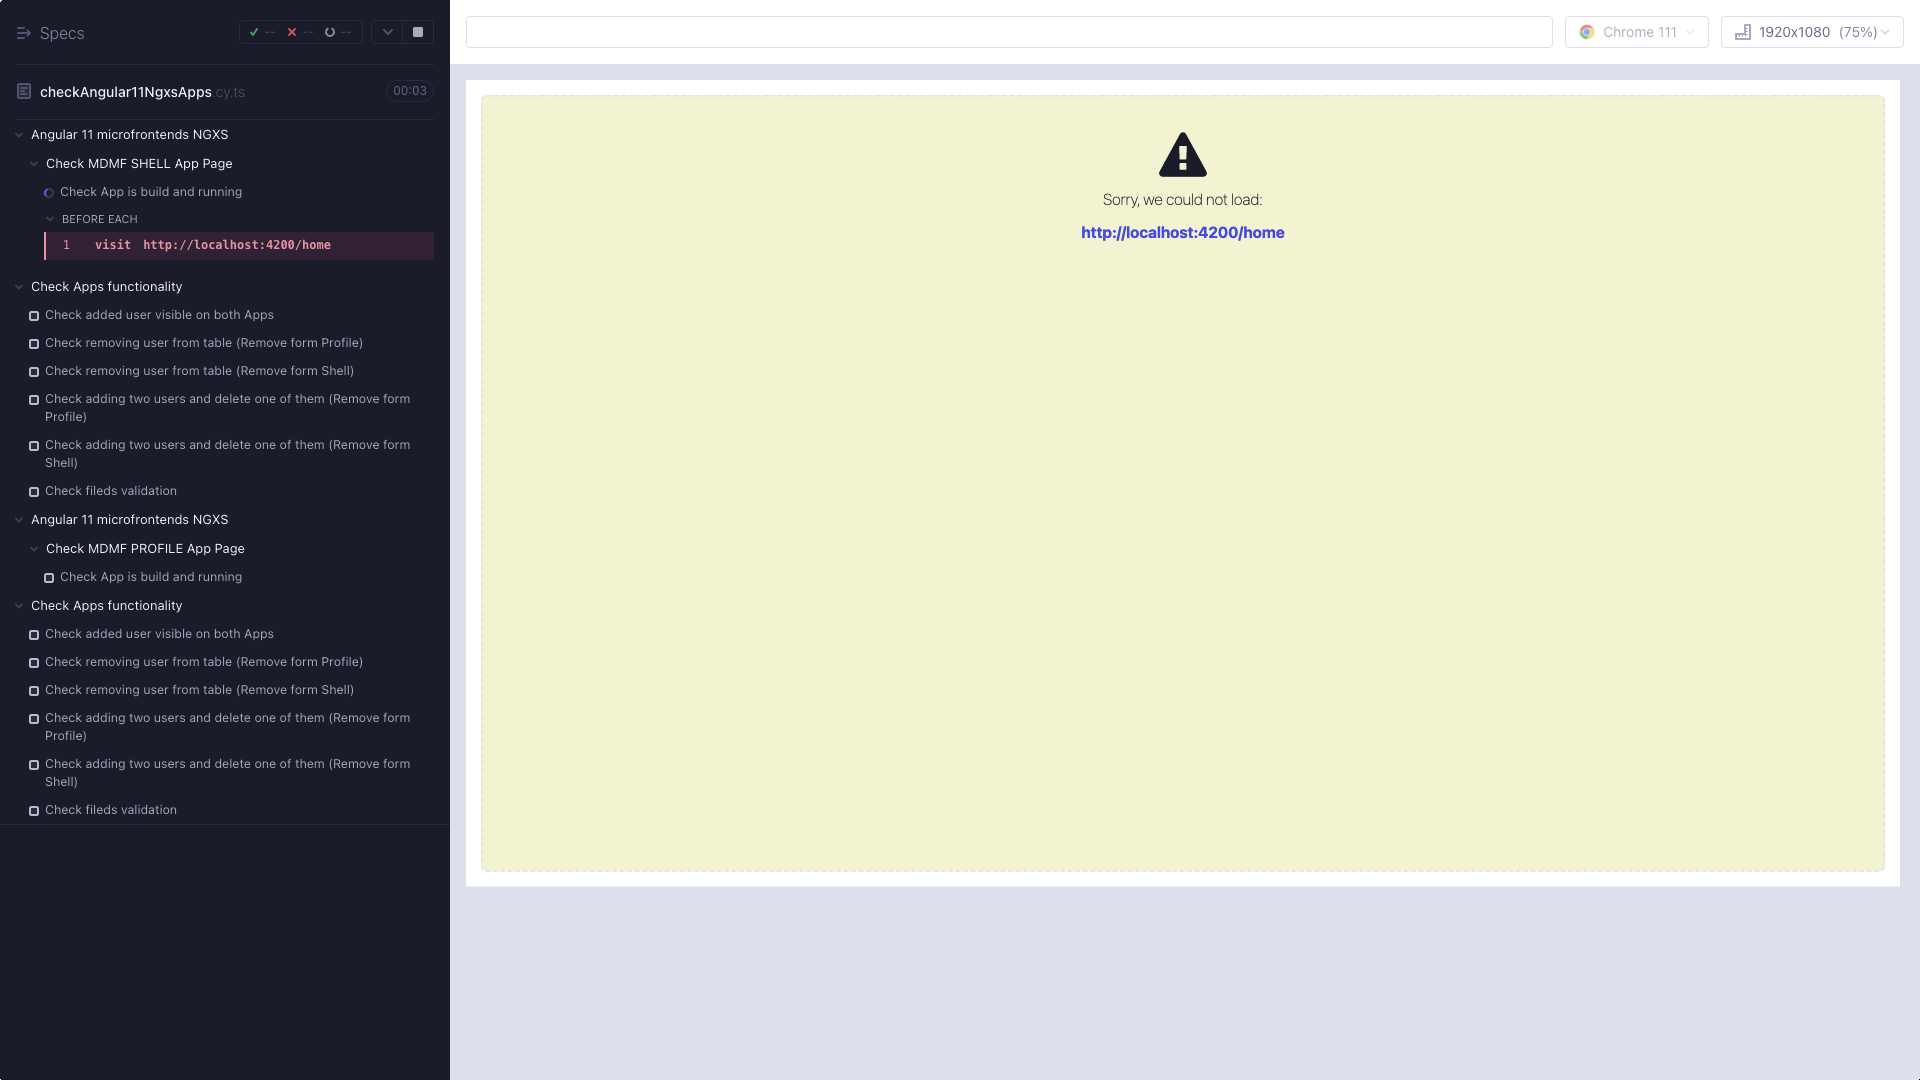 Specs
--
--
--
checkAngular11NgxsApps.cy.ts
00:03
Angular 11 microfrontends NGXS
Check MDMF SHELL App Page
Check App is build and running
BEFORE EACH
1 visit http://localhost:4200/home
Check Apps functionality
Check added user visible on both Apps
Check removing user from table (Remove form Profile)
Check removing user from table (Remove form Shell)
Check adding two users and delete one of them (Remove form
Profile)
Check adding two users and delete one of them (Remove form
Shell)
Check fileds validation
Angular 11 microfrontends NGXS
Check MDMF PROFILE App Page
Check App is build and running
Check Apps functionality
Check added user visible on both Apps
Check removing user from table (Remove form Profile)
Check removing user from table (Remove form Shell)
Check adding two users and delete one of them (Remove form
Profile)
Check adding two users and delete one of them (Remove form
Shell)
Check fileds validation
Chrome 111
1920x1080 (75%)
Sorry, we could not load:
http://localhost:4200/home